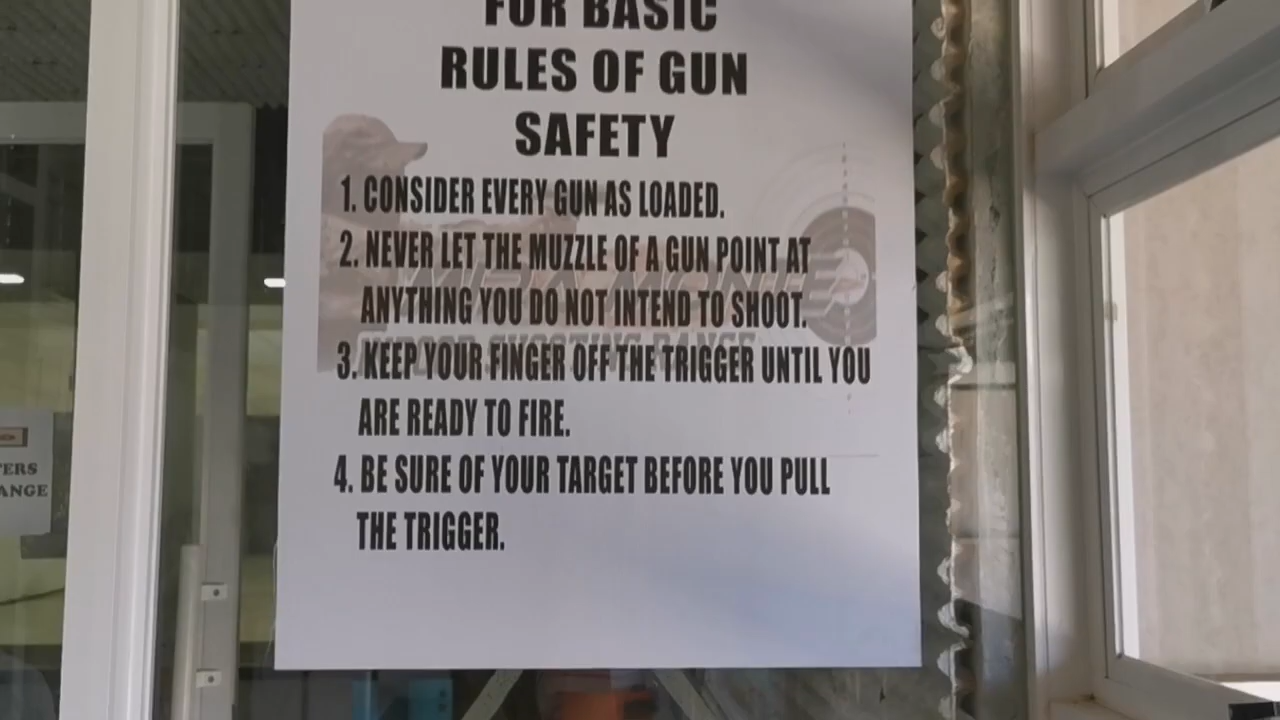 FOR BASIC
RULES OF GUN
SAFETY
1. CONSIDER EVERY GUN AS LOADED.
2. NEVER LET THE MUZZLE OF A GUN POINT AT
ANYTHING YOU DO NOT INTEND TO SHOOT.
3. KEEP YOUR FINGER OFF THE TRIGGER UNTIL YOU
ARE READY TO FIRE.
4. BE SURE OF YOUR TARGET BEFORE YOU PULL
THE TRIGGER.